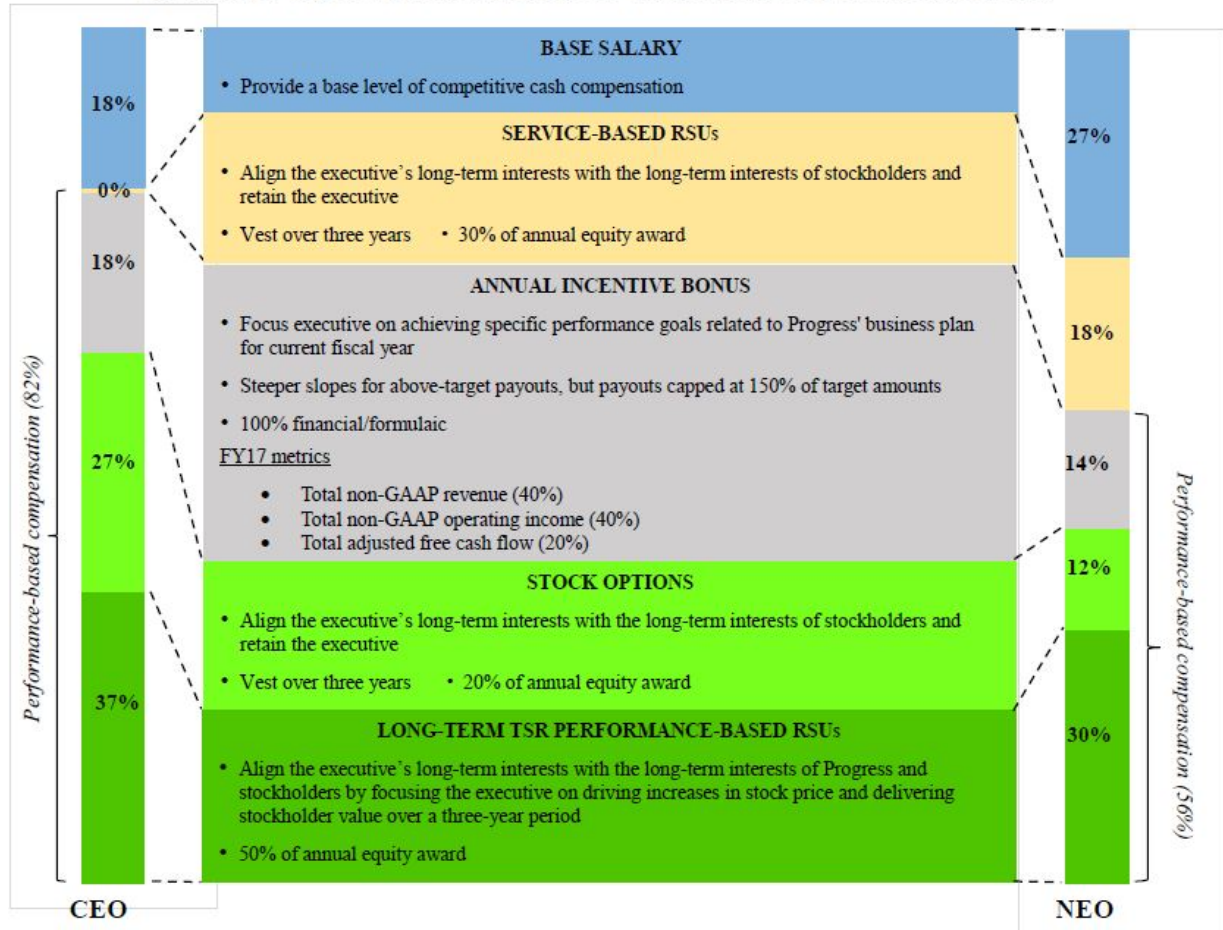 18%
0%
18%
27%
37%
Performance-based compensation (82%)
CEO
BASE SALARY
• Provide a base level of competitive cash compensation
SERVICE-BASED RSUs
• Align the executive’s long-term interests with the long-term interests of stockholders and
retain the executive
• Vest over three years • 30% of annual equity award
ANNUAL INCENTIVE BONUS
• Focus executive on achieving specific performance goals related to Progress' business plan
for current fiscal year
• Steeper slopes for above-target payouts, but payouts capped at 150% of target amounts
• 100% financial/formulaic
FY17 metrics
• Total non-GAAP revenue (40%)
• Total non-GAAP operating income (40%)
• Total adjusted free cash flow (20%)
STOCK OPTIONS
• Align the executive’s long-term interests with the long-term interests of stockholders and
retain the executive
• Vest over three years • 20% of annual equity award
LONG-TERM TSR PERFORMANCE-BASED RSUs
• Align the executive’s long-term interests with the long-term interests of Progress and
stockholders by focusing the executive on driving increases in stock price and delivering
stockholder value over a three-year period
• 50% of annual equity award
27%
18%
14%
12%
30%
Performance-based compensation (56%)
NEO